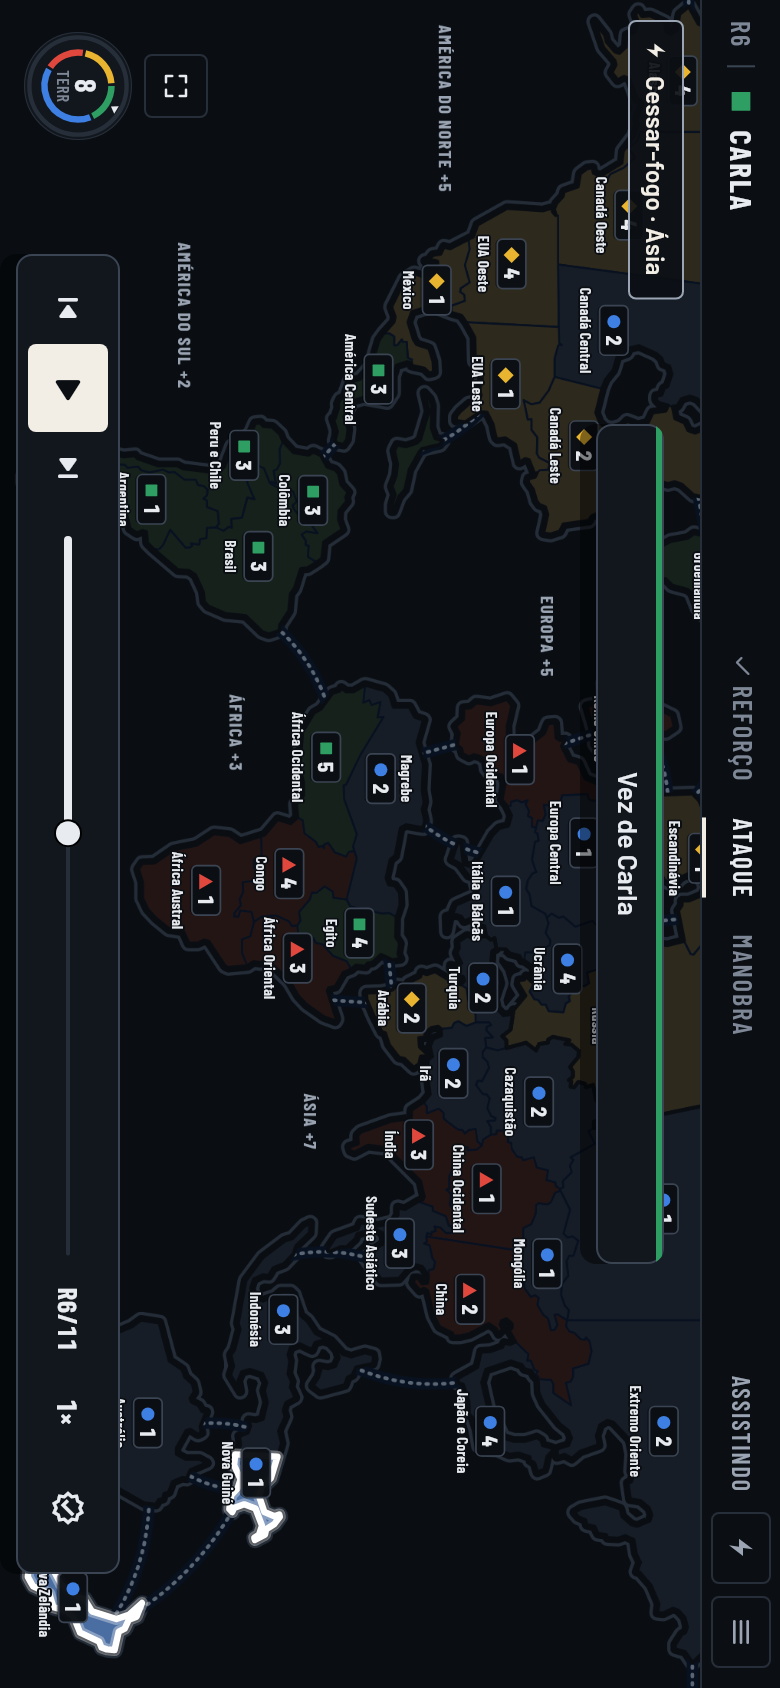 R6
CARLA
REFORÇO
ATAQUE
MANOBRA
ASSISTINDO
Cessar-fogo · Ásia
Vez de Carla
4
Canadá Oeste
2
Canadá Central
4
EUA Oeste
1
México
1
EUA Leste
2
Canadá Leste
3
América Central
AMÉRICA DO NORTE +5
AMÉRICA DO SUL +2
EUROPA +5
ÁFRICA +3
ÁSIA +7
3
Peru e Chile
3
Colômbia
3
Brasil
1
Argentina
Groenlândia
Escandinávia
1
Europa Ocidental
1
Europa Central
1
Itália e Bálcãs
4
Ucrânia
Rússia
2
Turquia
5
África Ocidental
2
Magrebe
4
Congo
1
África Austral
3
África Oriental
4
Egito
2
Arábia
2
Irã
2
Cazaquistão
3
Índia
1
China Ocidental
3
Sudeste Asiático
1
Mongólia
2
China
1
4
Japão e Coreia
2
Extremo Oriente
3
Indonésia
1
Nova Guiné
1
1
va Zelândia
8
TERR
R6/11
1×